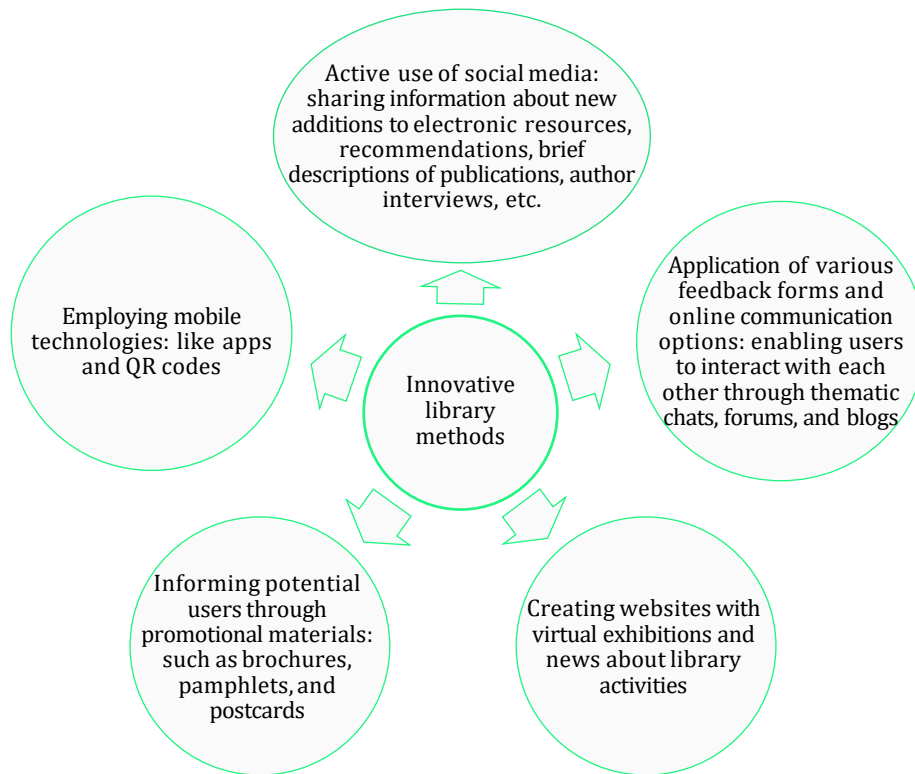 Active use of social media:
sharing information about new
additions to electronic resources,
recommendations, brief
descriptions of publications, author
interviews, etc.
Application of various
feedback forms and
online communication
options: enabling users
to interact with each
other through thematic
chats, forums, and blogs
Creating websites with
virtual exhibitions and
news about library
activities
Informing potential
users through
promotional materials:
such as brochures,
pamphlets, and
postcards
Employing mobile
technologies: like apps
and QR codes
Innovative
library
methods